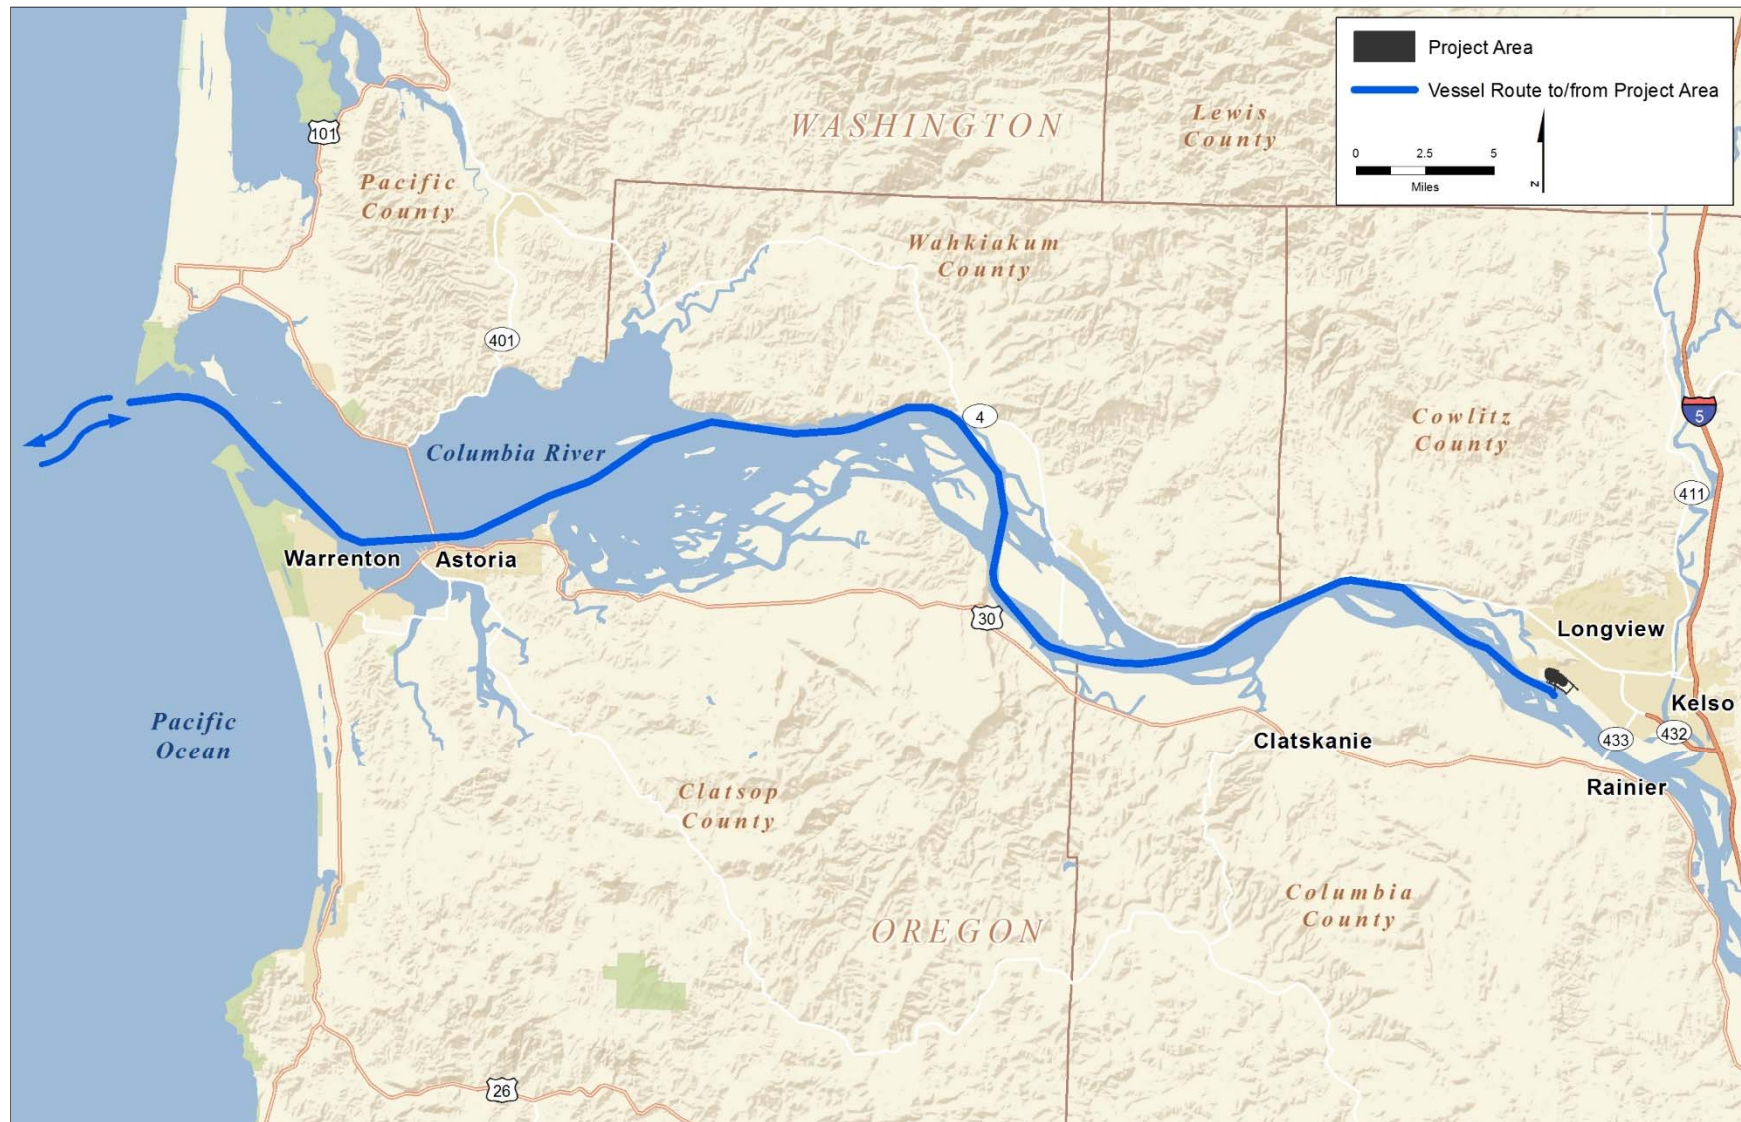 Project Area
Vessel Route to/from Project Area
0 2.5 5
Miles
N
WASHINGTON
Lewis
County
101
Pacific
County
Wahkiakum
County
401
4
5
Cowlitz
County
Columbia River
411
Warrenton
Astoria
30
Longview
Kelso
Pacific
Ocean
433
432
Clatskanie
Rainier
Clatsop
County
Columbia
County
OREGON
26